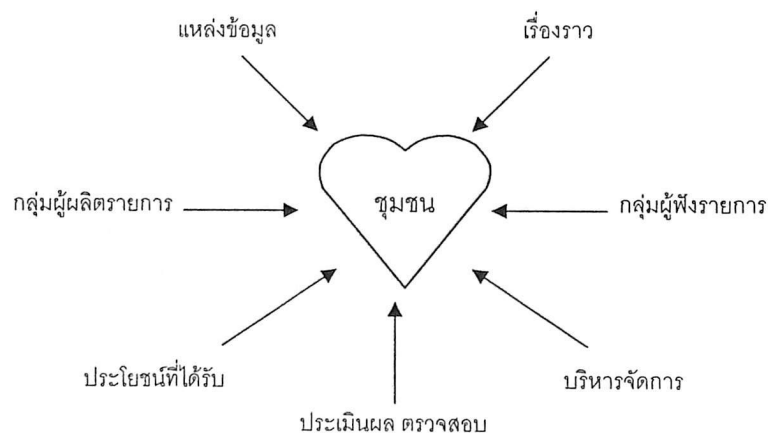 แหล่งข้อมูล
เรื่องราว
กลุ่มผู้ผลิตรายการ
ชุมชน
กลุ่มผู้ฟังรายการ
ประโยชน์ที่ได้รับ
บริหารจัดการ
ประเมินผล ตรวจสอบ